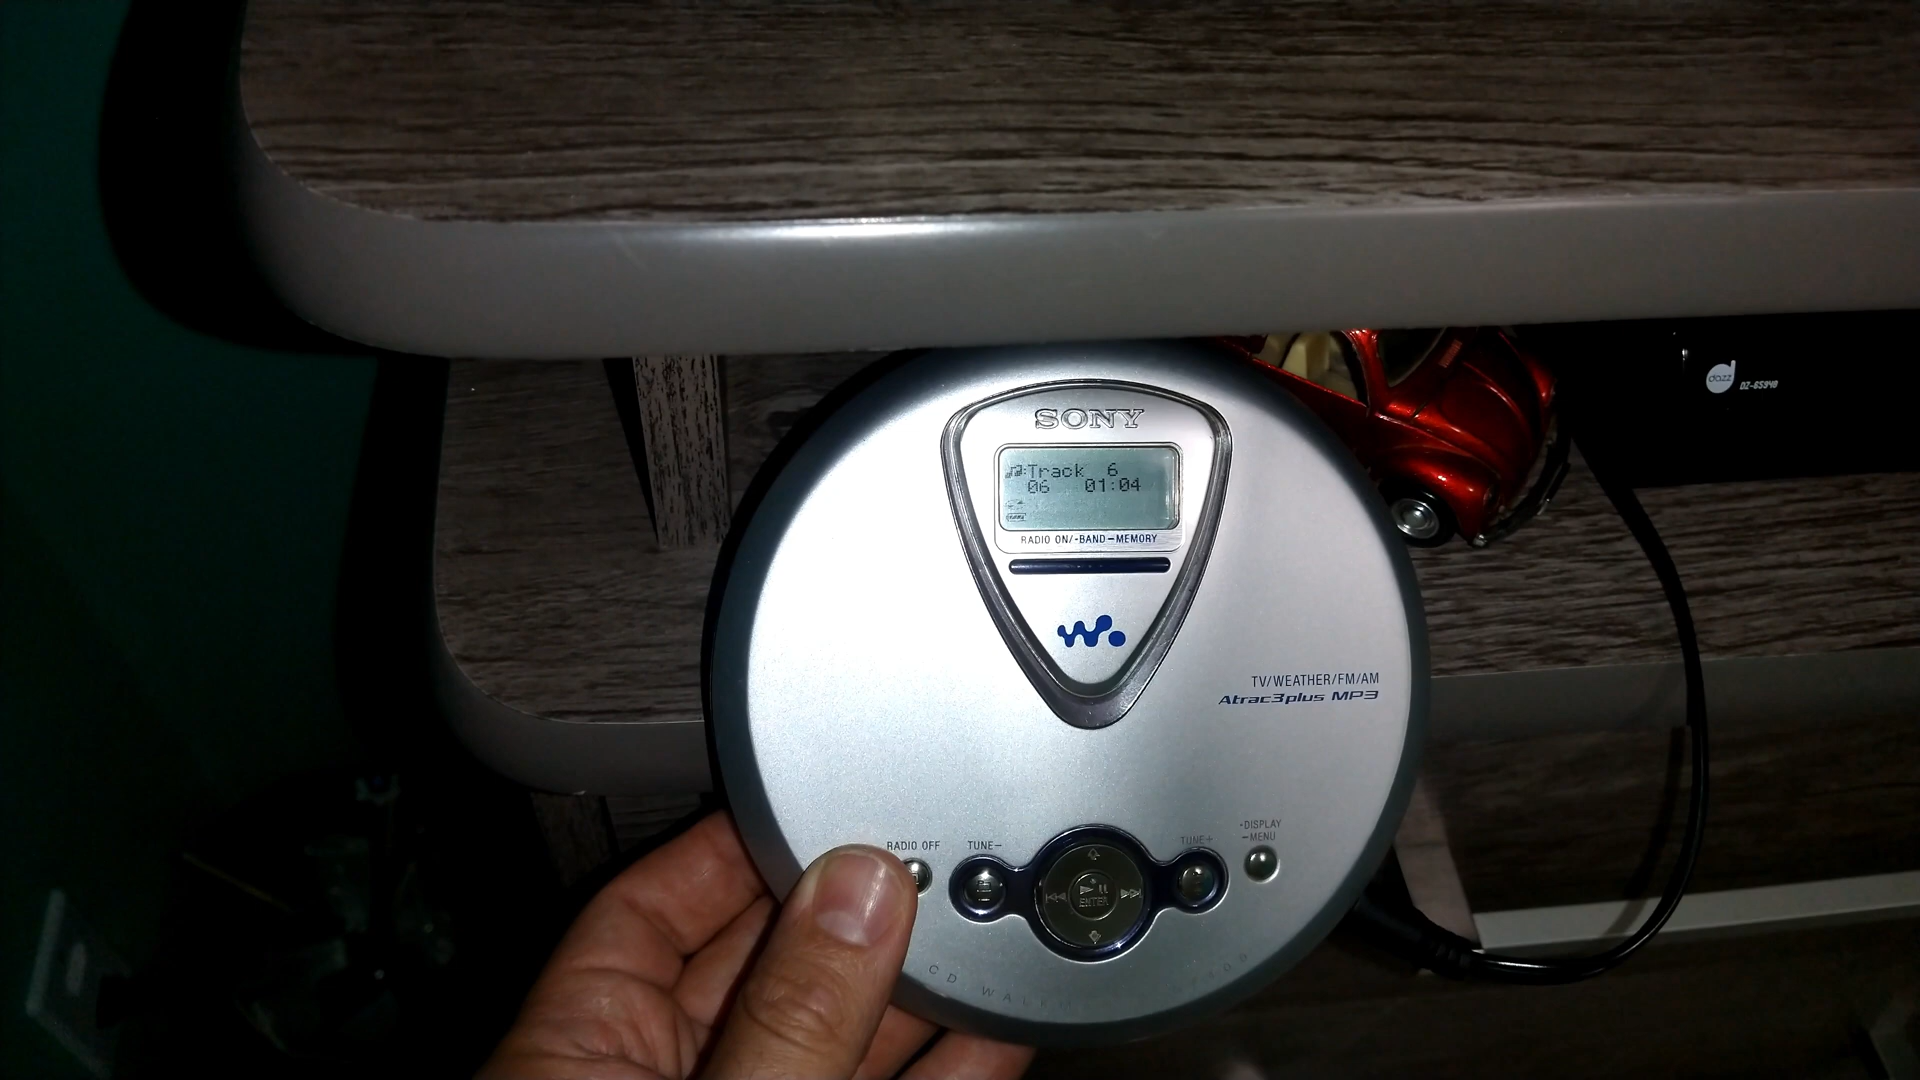 SONY
Track 6
06 01:04
RADIO ON/-BAND—MEMORY
TV/WEATHER/FM/AM
Atrac3plus MP3
RADIO OFF
TUNE−
ENTER
TUNE+
-DISPLAY
—MENU
CD
dazz